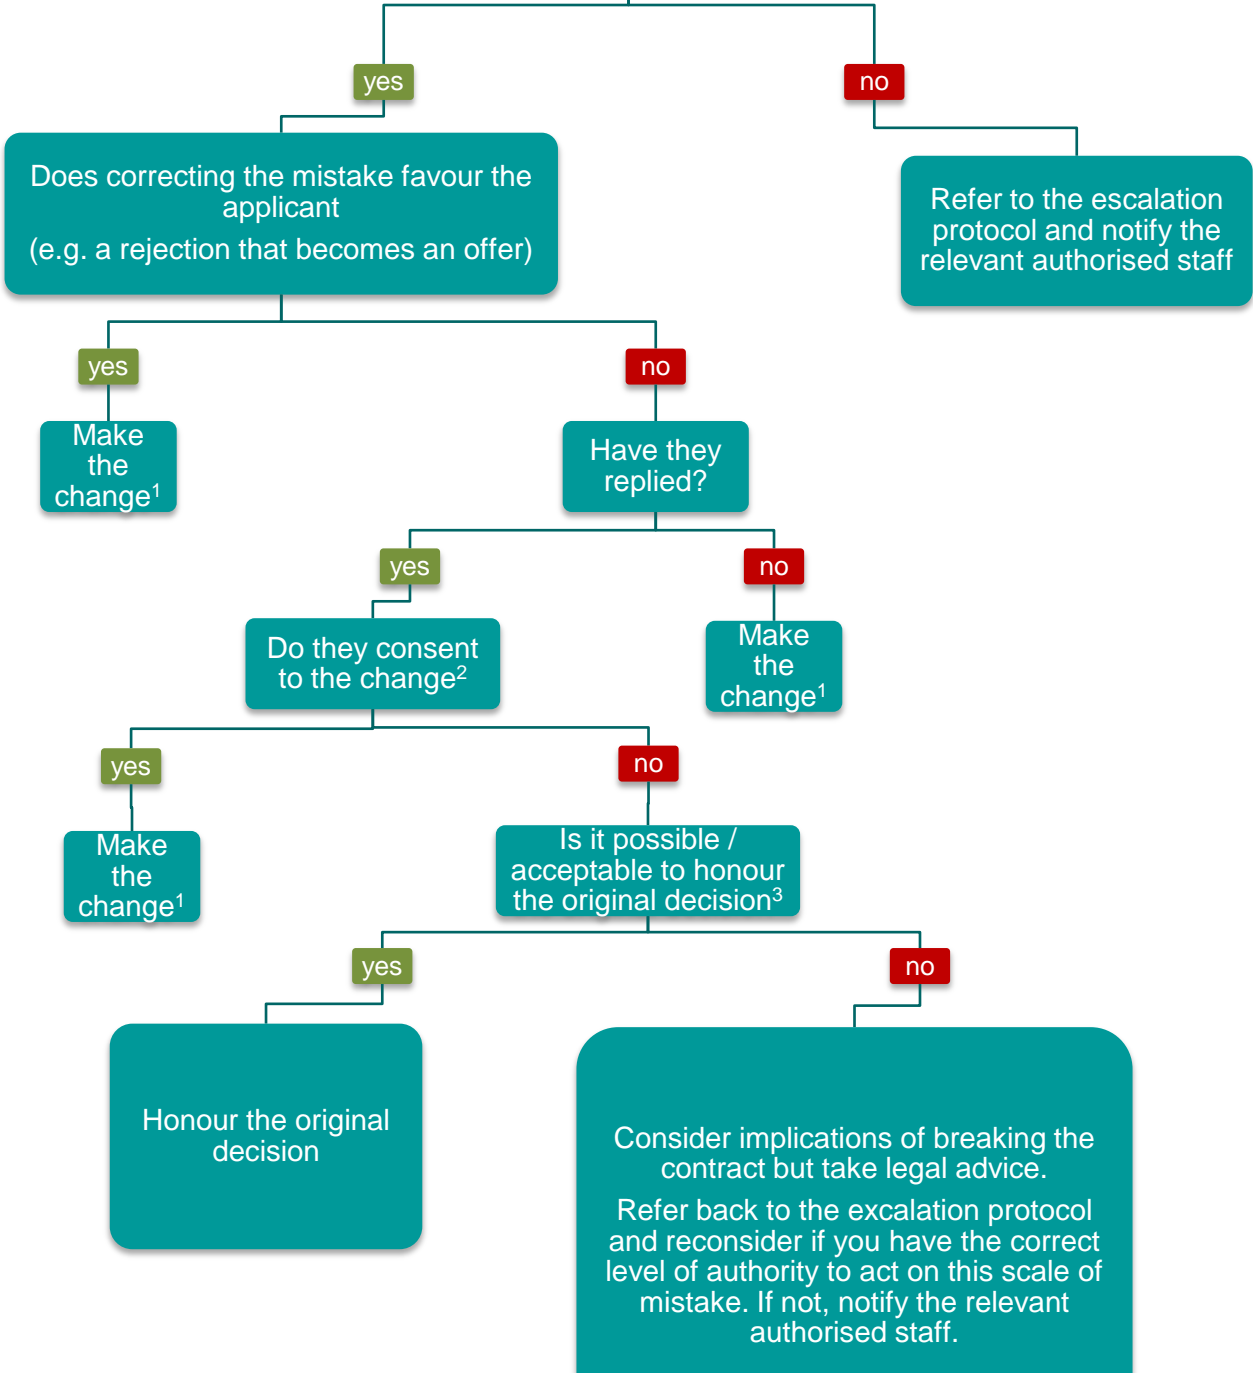 yes
no
Does correcting the mistake favour the
applicant
(e.g. a rejection that becomes an offer)
Refer to the escalation
protocol and notify the
relevant authorised staff
yes
no
Make
the
change¹
Have they
replied?
yes
no
Do they consent
to the change²
Make
the
change¹
yes
no
Make
the
change¹
Is it possible /
acceptable to honour
the original decision³
yes
no
Honour the original
decision
Consider implications of breaking the
contract but take legal advice.
Refer back to the excalation protocol
and reconsider if you have the correct
level of authority to act on this scale of
mistake. If not, notify the relevant
authorised staff.